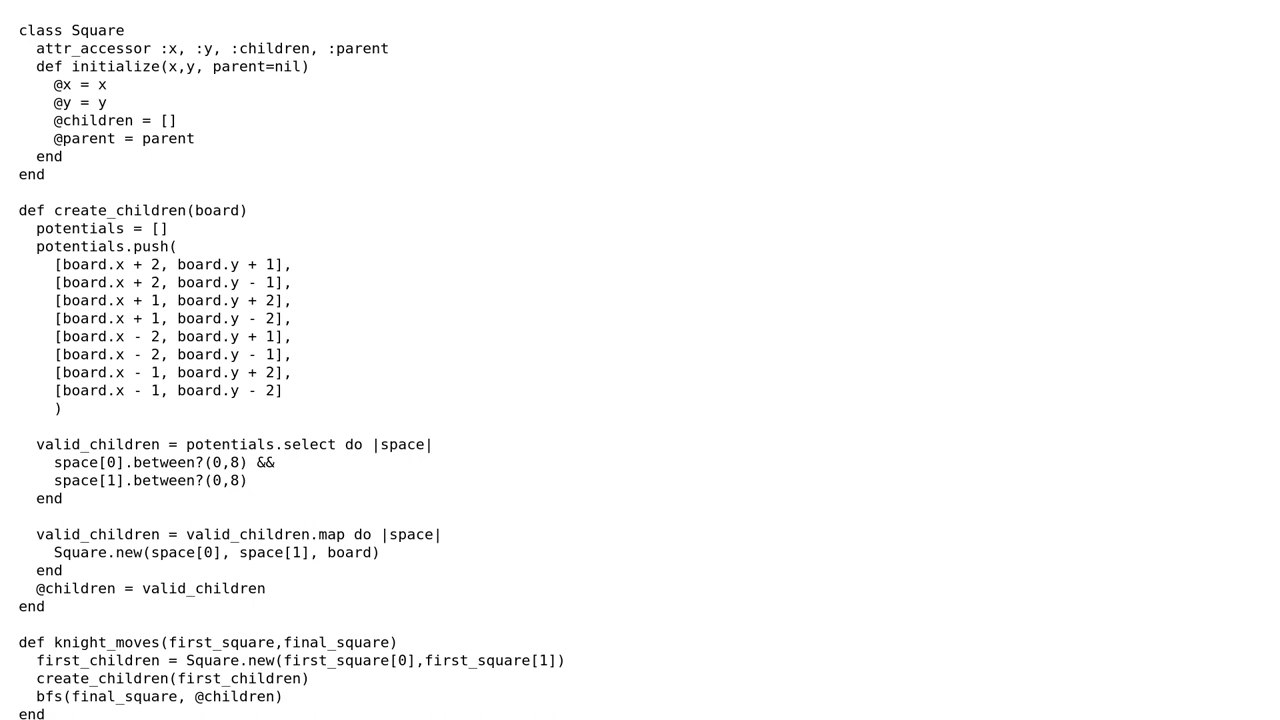 class Square
  attr_accessor :x, :y, :children, :parent
  def initialize(x,y, parent=nil)
    @x = x
    @y = y
    @children = []
    @parent = parent
  end
end

def create_children(board)
  potentials = []
  potentials.push(
    [board.x + 2, board.y + 1],
    [board.x + 2, board.y - 1],
    [board.x + 1, board.y + 2],
    [board.x + 1, board.y - 2],
    [board.x - 2, board.y + 1],
    [board.x - 2, board.y - 1],
    [board.x - 1, board.y + 2],
    [board.x - 1, board.y - 2]
    )

  valid_children = potentials.select do |space|
    space[0].between?(0,8) &&
    space[1].between?(0,8)
  end

  valid_children = valid_children.map do |space|
    Square.new(space[0], space[1], board)
  end
  @children = valid_children
end

def knight_moves(first_square,final_square)
  first_children = Square.new(first_square[0],first_square[1])
  create_children(first_children)
  bfs(final_square, @children)
end